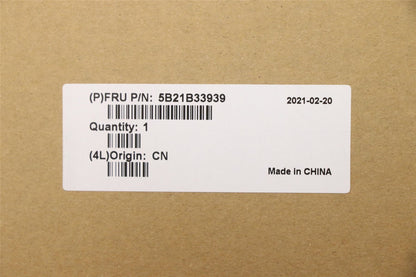 (P)FRU P/N: 5B21B33939
2021-02-20
Quantity: 1
(4L)Origin: CN
Made in CHINA